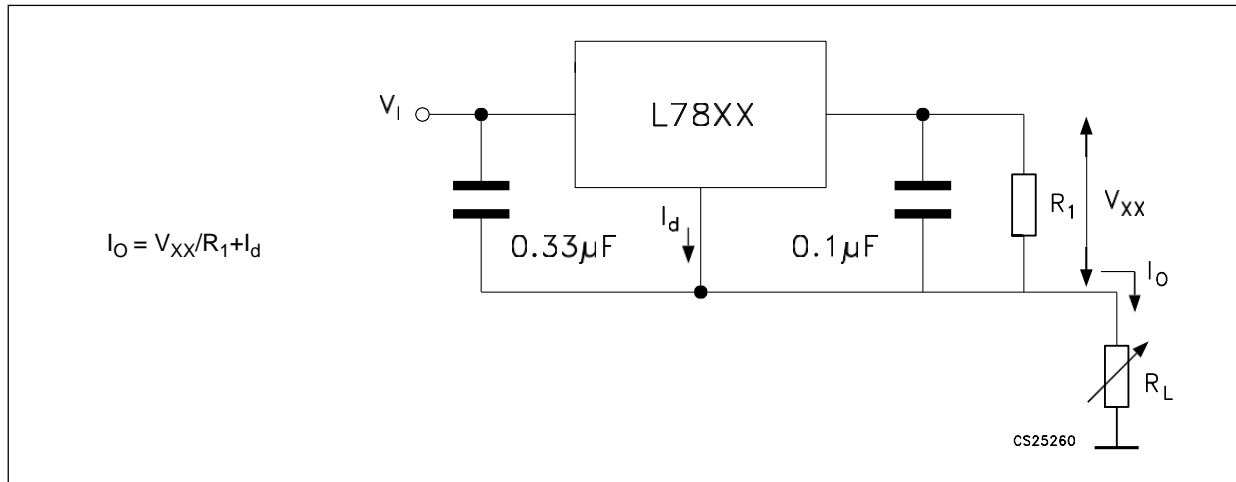 L78XX
V_I
I_d
R_1
V_XX
0.33µF
0.1µF
I_O = V_XX/R_1+I_d
I_O
R_L
CS25260